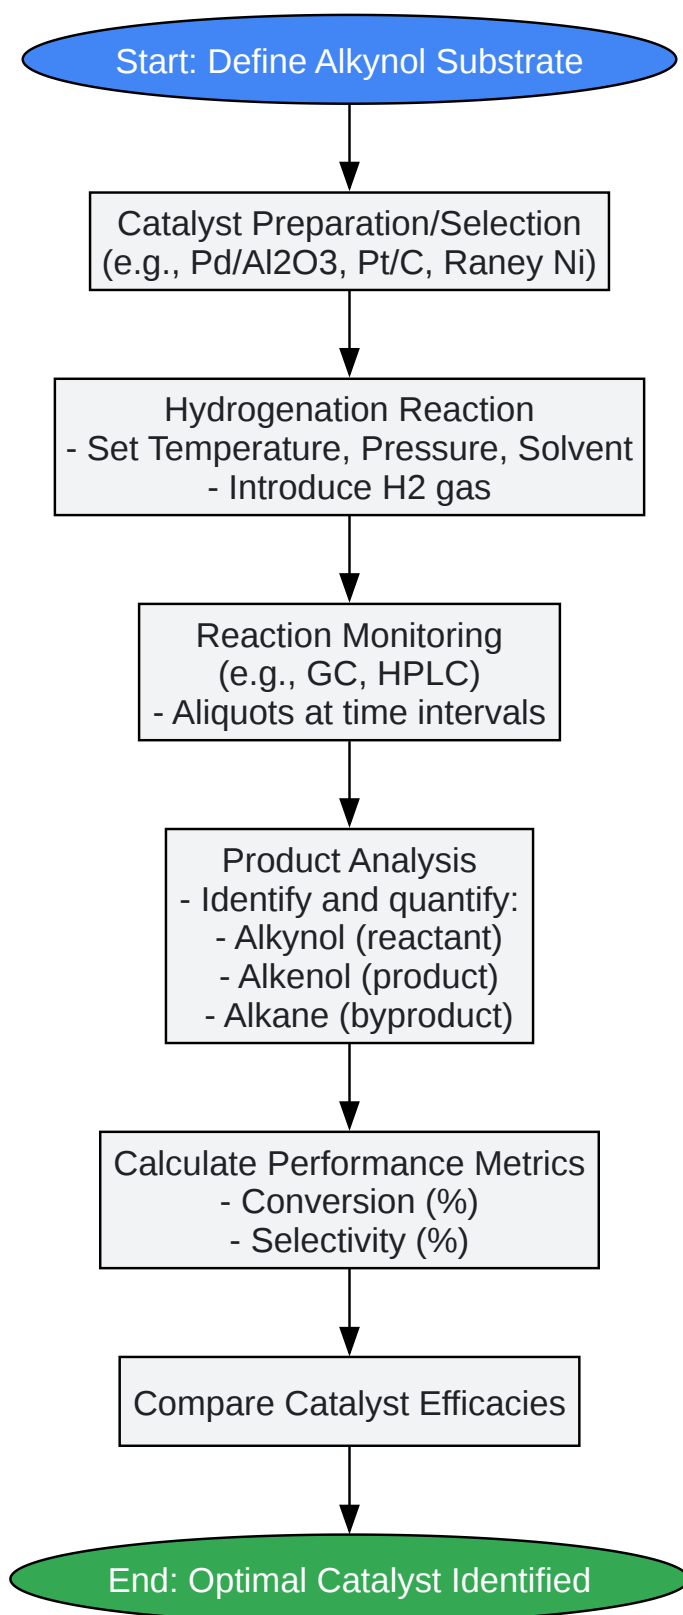 Start: Define Alkynol Substrate
Catalyst Preparation/Selection
(e.g., Pd/Al2O3, Pt/C, Raney Ni)
Hydrogenation Reaction
- Set Temperature, Pressure, Solvent
- Introduce H2 gas
Reaction Monitoring
(e.g., GC, HPLC)
- Aliquots at time intervals
Product Analysis
- Identify and quantify:
- Alkynol (reactant)
- Alkenol (product)
- Alkane (byproduct)
Calculate Performance Metrics
- Conversion (%)
- Selectivity (%)
Compare Catalyst Efficacies
End: Optimal Catalyst Identified